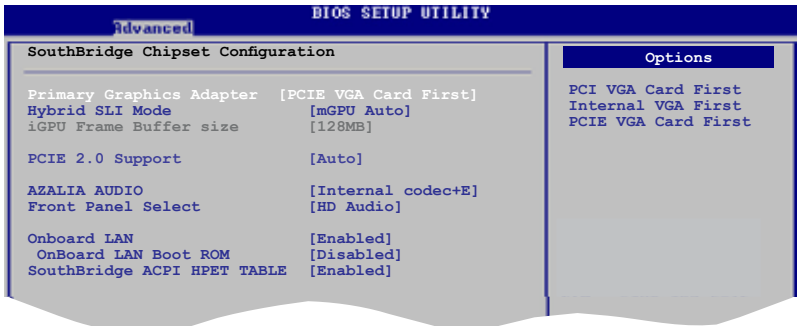 BIOS SETUP UTILITY
Advanced
SouthBridge Chipset Configuration
Primary Graphics Adapter [PCIE VGA Card First]
Hybrid SLI Mode [mGPU Auto]
iGPU Frame Buffer size [128MB]
PCIE 2.0 Support [Auto]
AZALIA AUDIO [Internal codec+E]
Front Panel Select [HD Audio]
Onboard LAN [Enabled]
OnBoard LAN Boot ROM [Disabled]
SouthBridge ACPI HPET TABLE [Enabled]
Options
PCI VGA Card First
Internal VGA First
PCIE VGA Card First